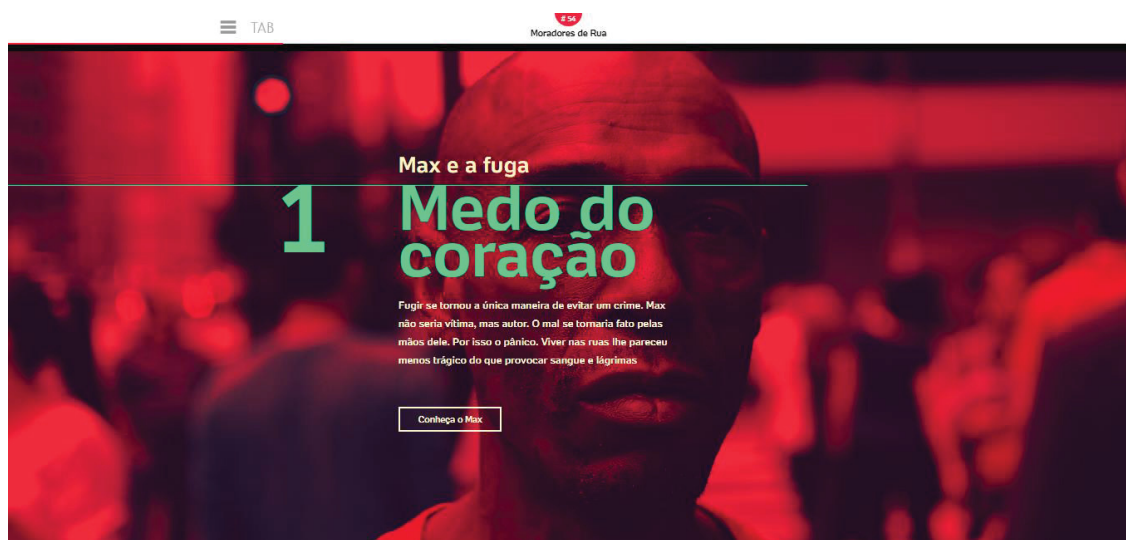 TAB
# 54
Moradores de Rua
Max e a fuga
1
Medo do
coração
Fugir se tornou a única maneira de evitar um crime. Max
não seria vítima, mas autor. O mal se tornaria fato pelas
mãos dele. Por isso o pânico. Viver nas ruas lhe pareceu
menos trágico do que provocar sangue e lágrimas
Conheça o Max